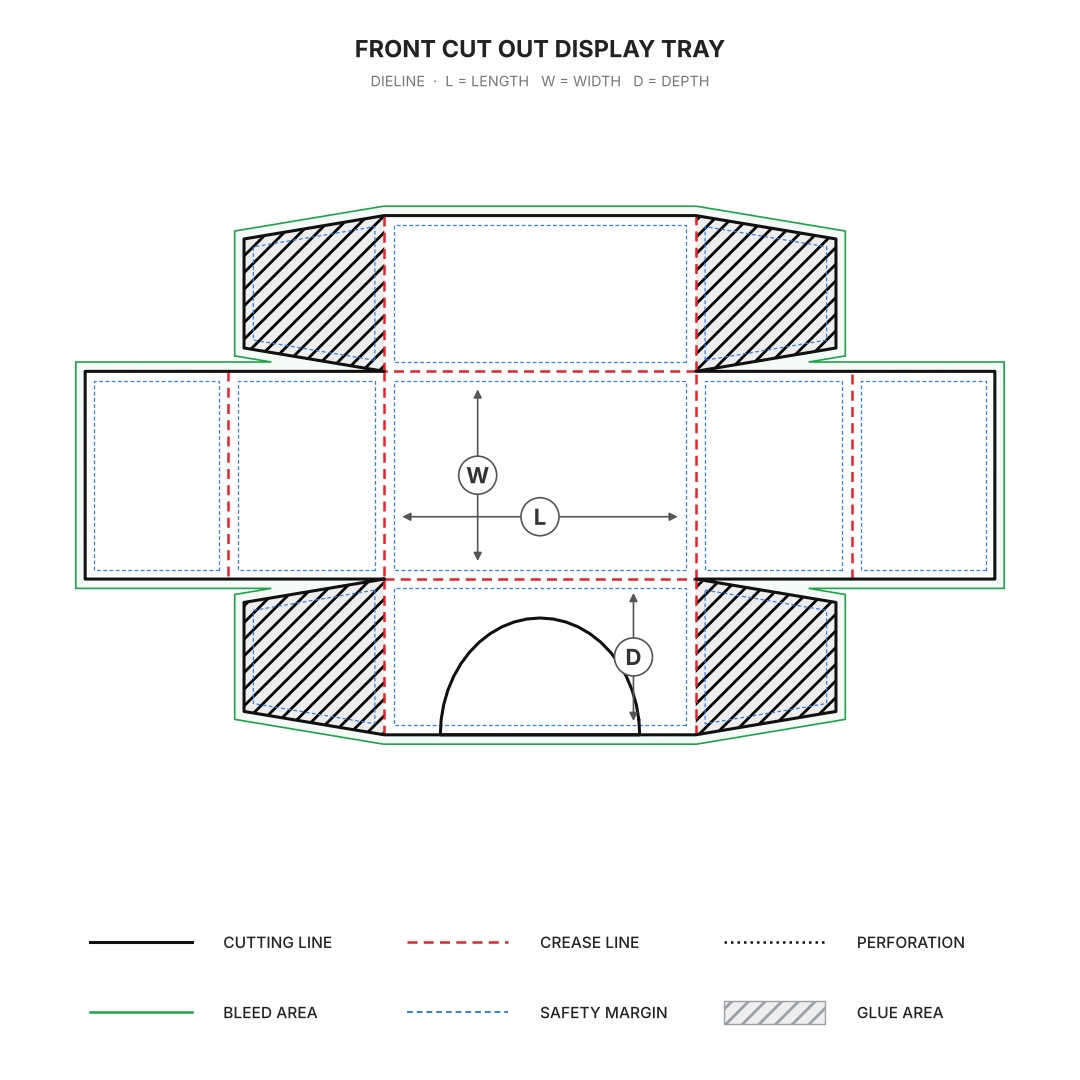 FRONT CUT OUT DISPLAY TRAY
DIELINE · L = LENGTH W = WIDTH D = DEPTH
W
L
D
CUTTING LINE
CREASE LINE
PERFORATION
BLEED AREA
SAFETY MARGIN
GLUE AREA